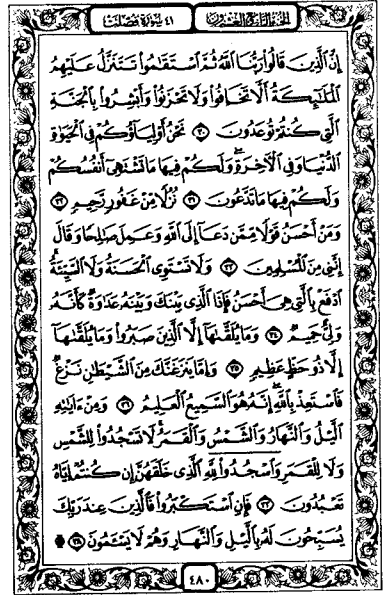 الجزء الرابع والعشرون ٤١ سورة فصلت
إِنَّ ٱلَّذِينَ قَالُوا۟ رَبُّنَا ٱللَّهُ ثُمَّ ٱسْتَقَٰمُوا۟ تَتَنَزَّلُ عَلَيْهِمُ
ٱلْمَلَٰٓئِكَةُ أَلَّا تَخَافُوا۟ وَلَا تَحْزَنُوا۟ وَأَبْشِرُوا۟ بِٱلْجَنَّةِ
ٱلَّتِى كُنتُمْ تُوعَدُونَ ٣٠ نَحْنُ أَوْلِيَآؤُكُمْ فِى ٱلْحَيَوٰةِ
ٱلدُّنْيَا وَفِى ٱلْءَاخِرَةِ ۖ وَلَكُمْ فِيهَا مَا تَشْتَهِىٓ أَنفُسُكُمْ
وَلَكُمْ فِيهَا مَا تَدَّعُونَ ٣١ نُزُلًا مِّنْ غَفُورٍ رَّحِيمٍ ٣٢
وَمَنْ أَحْسَنُ قَوْلًا مِّمَّن دَعَآ إِلَى ٱللَّهِ وَعَمِلَ صَٰلِحًا وَقَالَ
إِنَّنِى مِنَ ٱلْمُسْلِمِينَ ٣٣ وَلَا تَسْتَوِى ٱلْحَسَنَةُ وَلَا ٱلسَّيِّئَةُ ۚ
ٱدْفَعْ بِٱلَّتِى هِىَ أَحْسَنُ فَإِذَا ٱلَّذِى بَيْنَكَ وَبَيْنَهُۥ عَدَٰوَةٌ كَأَنَّهُۥ
وَلِىٌّ حَمِيمٌ ٣٤ وَمَا يُلَقَّىٰهَآ إِلَّا ٱلَّذِينَ صَبَرُوا۟ وَمَا يُلَقَّىٰهَآ
إِلَّا ذُو حَظٍّ عَظِيمٍ ٣٥ وَإِمَّا يَنزَغَنَّكَ مِنَ ٱلشَّيْطَٰنِ نَزْغٌ
فَٱسْتَعِذْ بِٱللَّهِ ۖ إِنَّهُۥ هُوَ ٱلسَّمِيعُ ٱلْعَلِيمُ ٣٦ وَمِنْ ءَايَٰتِهِ
ٱلَّيْلُ وَٱلنَّهَارُ وَٱلشَّمْسُ وَٱلْقَمَرُ ۚ لَا تَسْجُدُوا۟ لِلشَّمْسِ
وَلَا لِلْقَمَرِ وَٱسْجُدُوا۟ لِلَّهِ ٱلَّذِى خَلَقَهُنَّ إِن كُنتُمْ إِيَّاهُ
تَعْبُدُونَ ٣٧ فَإِنِ ٱسْتَكْبَرُوا۟ فَٱلَّذِينَ عِندَ رَبِّكَ
يُسَبِّحُونَ لَهُۥ بِٱلَّيْلِ وَٱلنَّهَارِ وَهُمْ لَا يَسْـَٔمُونَ ۩ ٣٨
٤٨٠